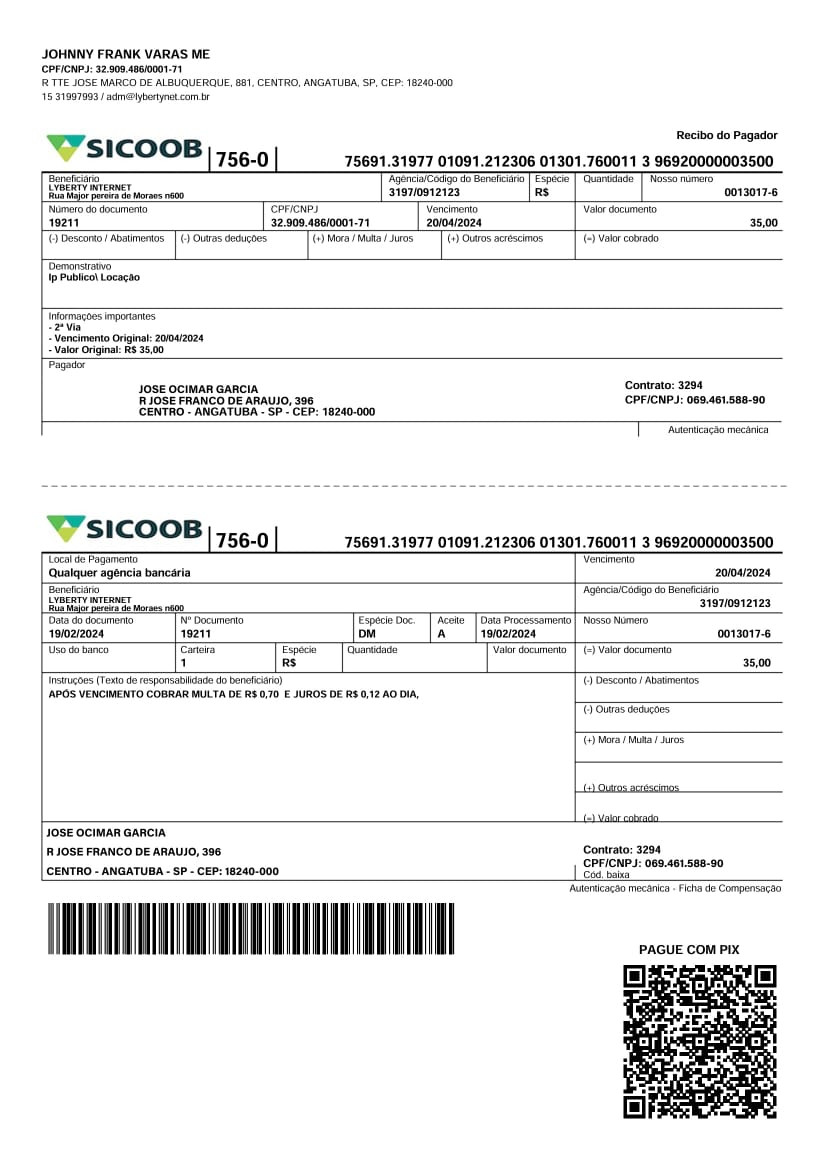 JOHNNY FRANK VARAS ME
CPF/CNPJ: 32.909.486/0001-71
R TTE JOSE MARCO DE ALBUQUERQUE, 881, CENTRO, ANGATUBA, SP, CEP: 18240-000
15 31997993 / adm@lybertynet.com.br
Recibo do Pagador
SICOOB 756-0 75691.31977 01091.212306 01301.760011 3 96920000003500
Beneficiário Agência/Código do Beneficiário Espécie Quantidade Nosso número
LYBERTY INTERNET
Rua Major pereira de Moraes n600 3197/0912123 R$ 0013017-6
Número do documento CPF/CNPJ Vencimento Valor documento
19211 32.909.486/0001-71 20/04/2024 35,00
(-) Desconto / Abatimentos (-) Outras deduções (+) Mora / Multa / Juros (+) Outros acréscimos (=) Valor cobrado
Demonstrativo
Ip Publico\ Locação
Informações importantes
- 2ª Via
- Vencimento Original: 20/04/2024
- Valor Original: R$ 35,00
Pagador
JOSE OCIMAR GARCIA Contrato: 3294
R JOSE FRANCO DE ARAUJO, 396 CPF/CNPJ: 069.461.588-90
CENTRO - ANGATUBA - SP - CEP: 18240-000
Autenticação mecânica
SICOOB 756-0 75691.31977 01091.212306 01301.760011 3 96920000003500
Local de Pagamento Vencimento
Qualquer agência bancária 20/04/2024
Beneficiário Agência/Código do Beneficiário
LYBERTY INTERNET
Rua Major pereira de Moraes n600 3197/0912123
Data do documento Nº Documento Espécie Doc. Aceite Data Processamento Nosso Número
19/02/2024 19211 DM A 19/02/2024 0013017-6
Uso do banco Carteira Espécie Quantidade Valor documento (=) Valor documento
1 R$ 35,00
Instruções (Texto de responsabilidade do beneficiário) (-) Desconto / Abatimentos
APÓS VENCIMENTO COBRAR MULTA DE R$ 0,70 E JUROS DE R$ 0,12 AO DIA,
(-) Outras deduções
(+) Mora / Multa / Juros
(+) Outros acréscimos
(=) Valor cobrado
JOSE OCIMAR GARCIA
R JOSE FRANCO DE ARAUJO, 396 Contrato: 3294
CPF/CNPJ: 069.461.588-90
CENTRO - ANGATUBA - SP - CEP: 18240-000 Cód. baixa
Autenticação mecânica - Ficha de Compensação
PAGUE COM PIX